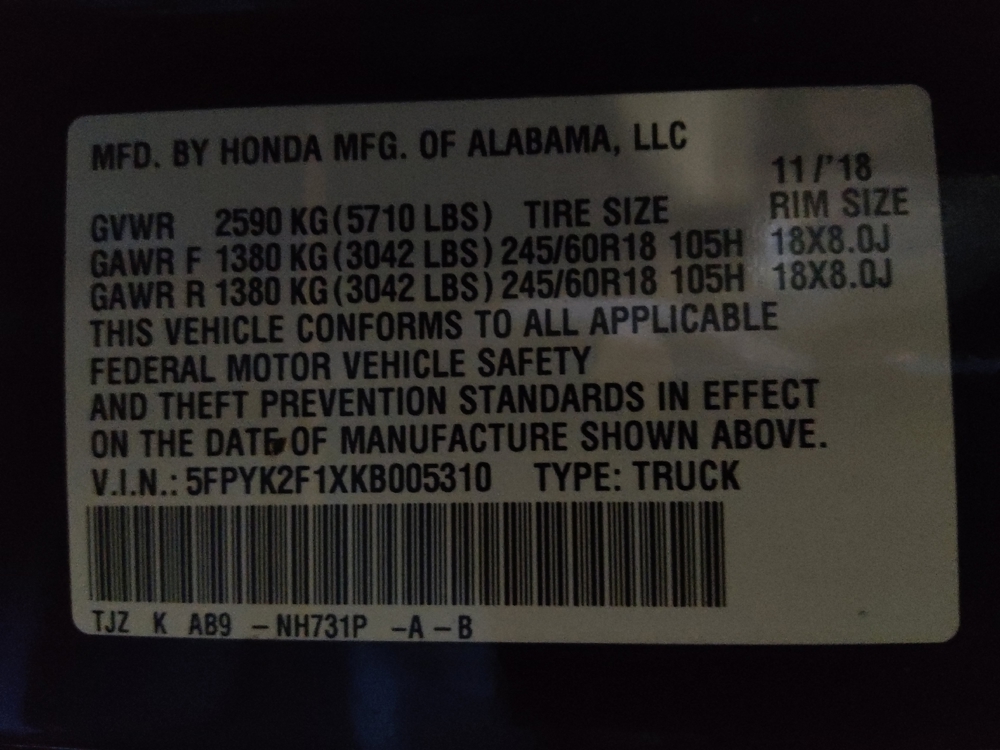 MFD. BY HONDA MFG. OF ALABAMA, LLC
11/'18
GVWR 2590 KG(5710 LBS) TIRE SIZE RIM SIZE
GAWR F 1380 KG(3042 LBS) 245/60R18 105H 18X8.0J
GAWR R 1380 KG(3042 LBS) 245/60R18 105H 18X8.0J
THIS VEHICLE CONFORMS TO ALL APPLICABLE
FEDERAL MOTOR VEHICLE SAFETY
AND THEFT PREVENTION STANDARDS IN EFFECT
ON THE DATE OF MANUFACTURE SHOWN ABOVE.
V.I.N.: 5FPYK2F1XKB005310 TYPE: TRUCK
TJZ K AB9 -NH731P -A -B